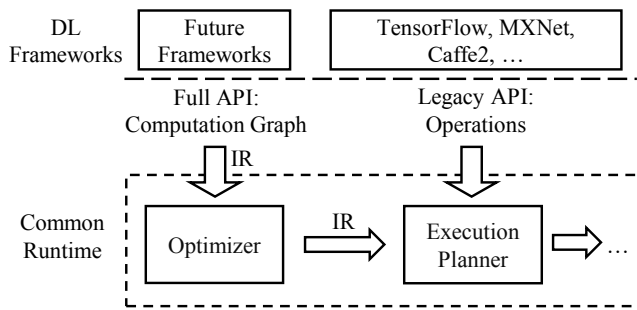 DL
Frameworks
Future
Frameworks
TensorFlow, MXNet,
Caffe2, …
Full API:
Computation Graph
Legacy API:
Operations
IR
Common
Runtime
Optimizer
IR
Execution
Planner
…